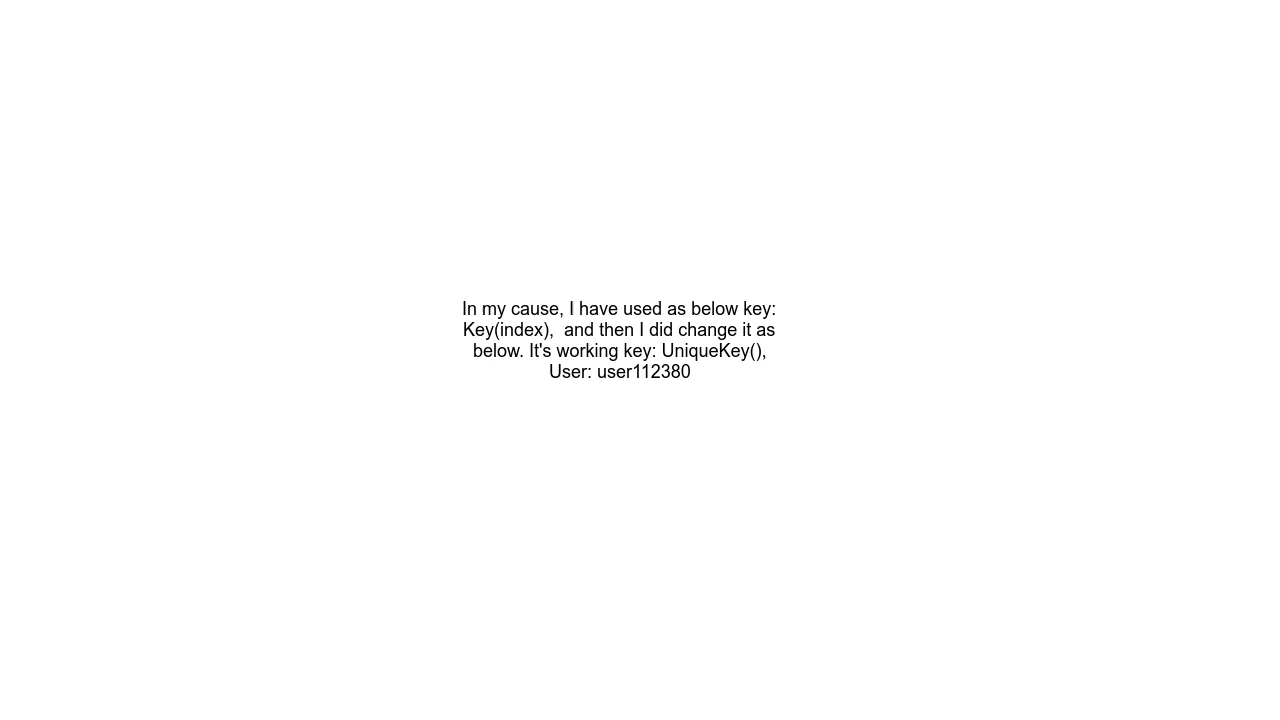 In my cause, I have used as below key:
Key(index),  and then I did change it as
below. It's working key: UniqueKey(),
User: user112380